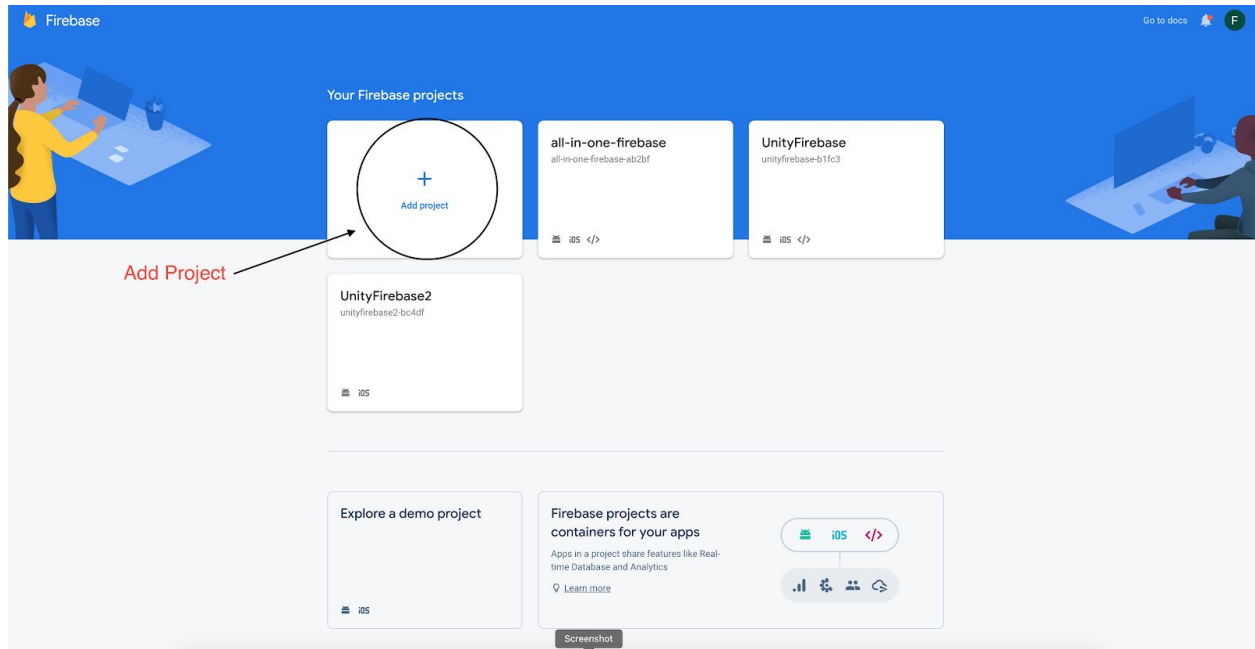 Firebase
Go to docs
F
Your Firebase projects
+
Add project
all-in-one-firebase
all-in-one-firebase-ab2bf
iOS </>
UnityFirebase
unityfirebase-b1fc3
iOS </>
Add Project
UnityFirebase2
unityfirebase2-bc4df
iOS
Explore a demo project
iOS
Firebase projects are
containers for your apps
Apps in a project share features like Real-
time Database and Analytics
Learn more
iOS </>
Screenshot